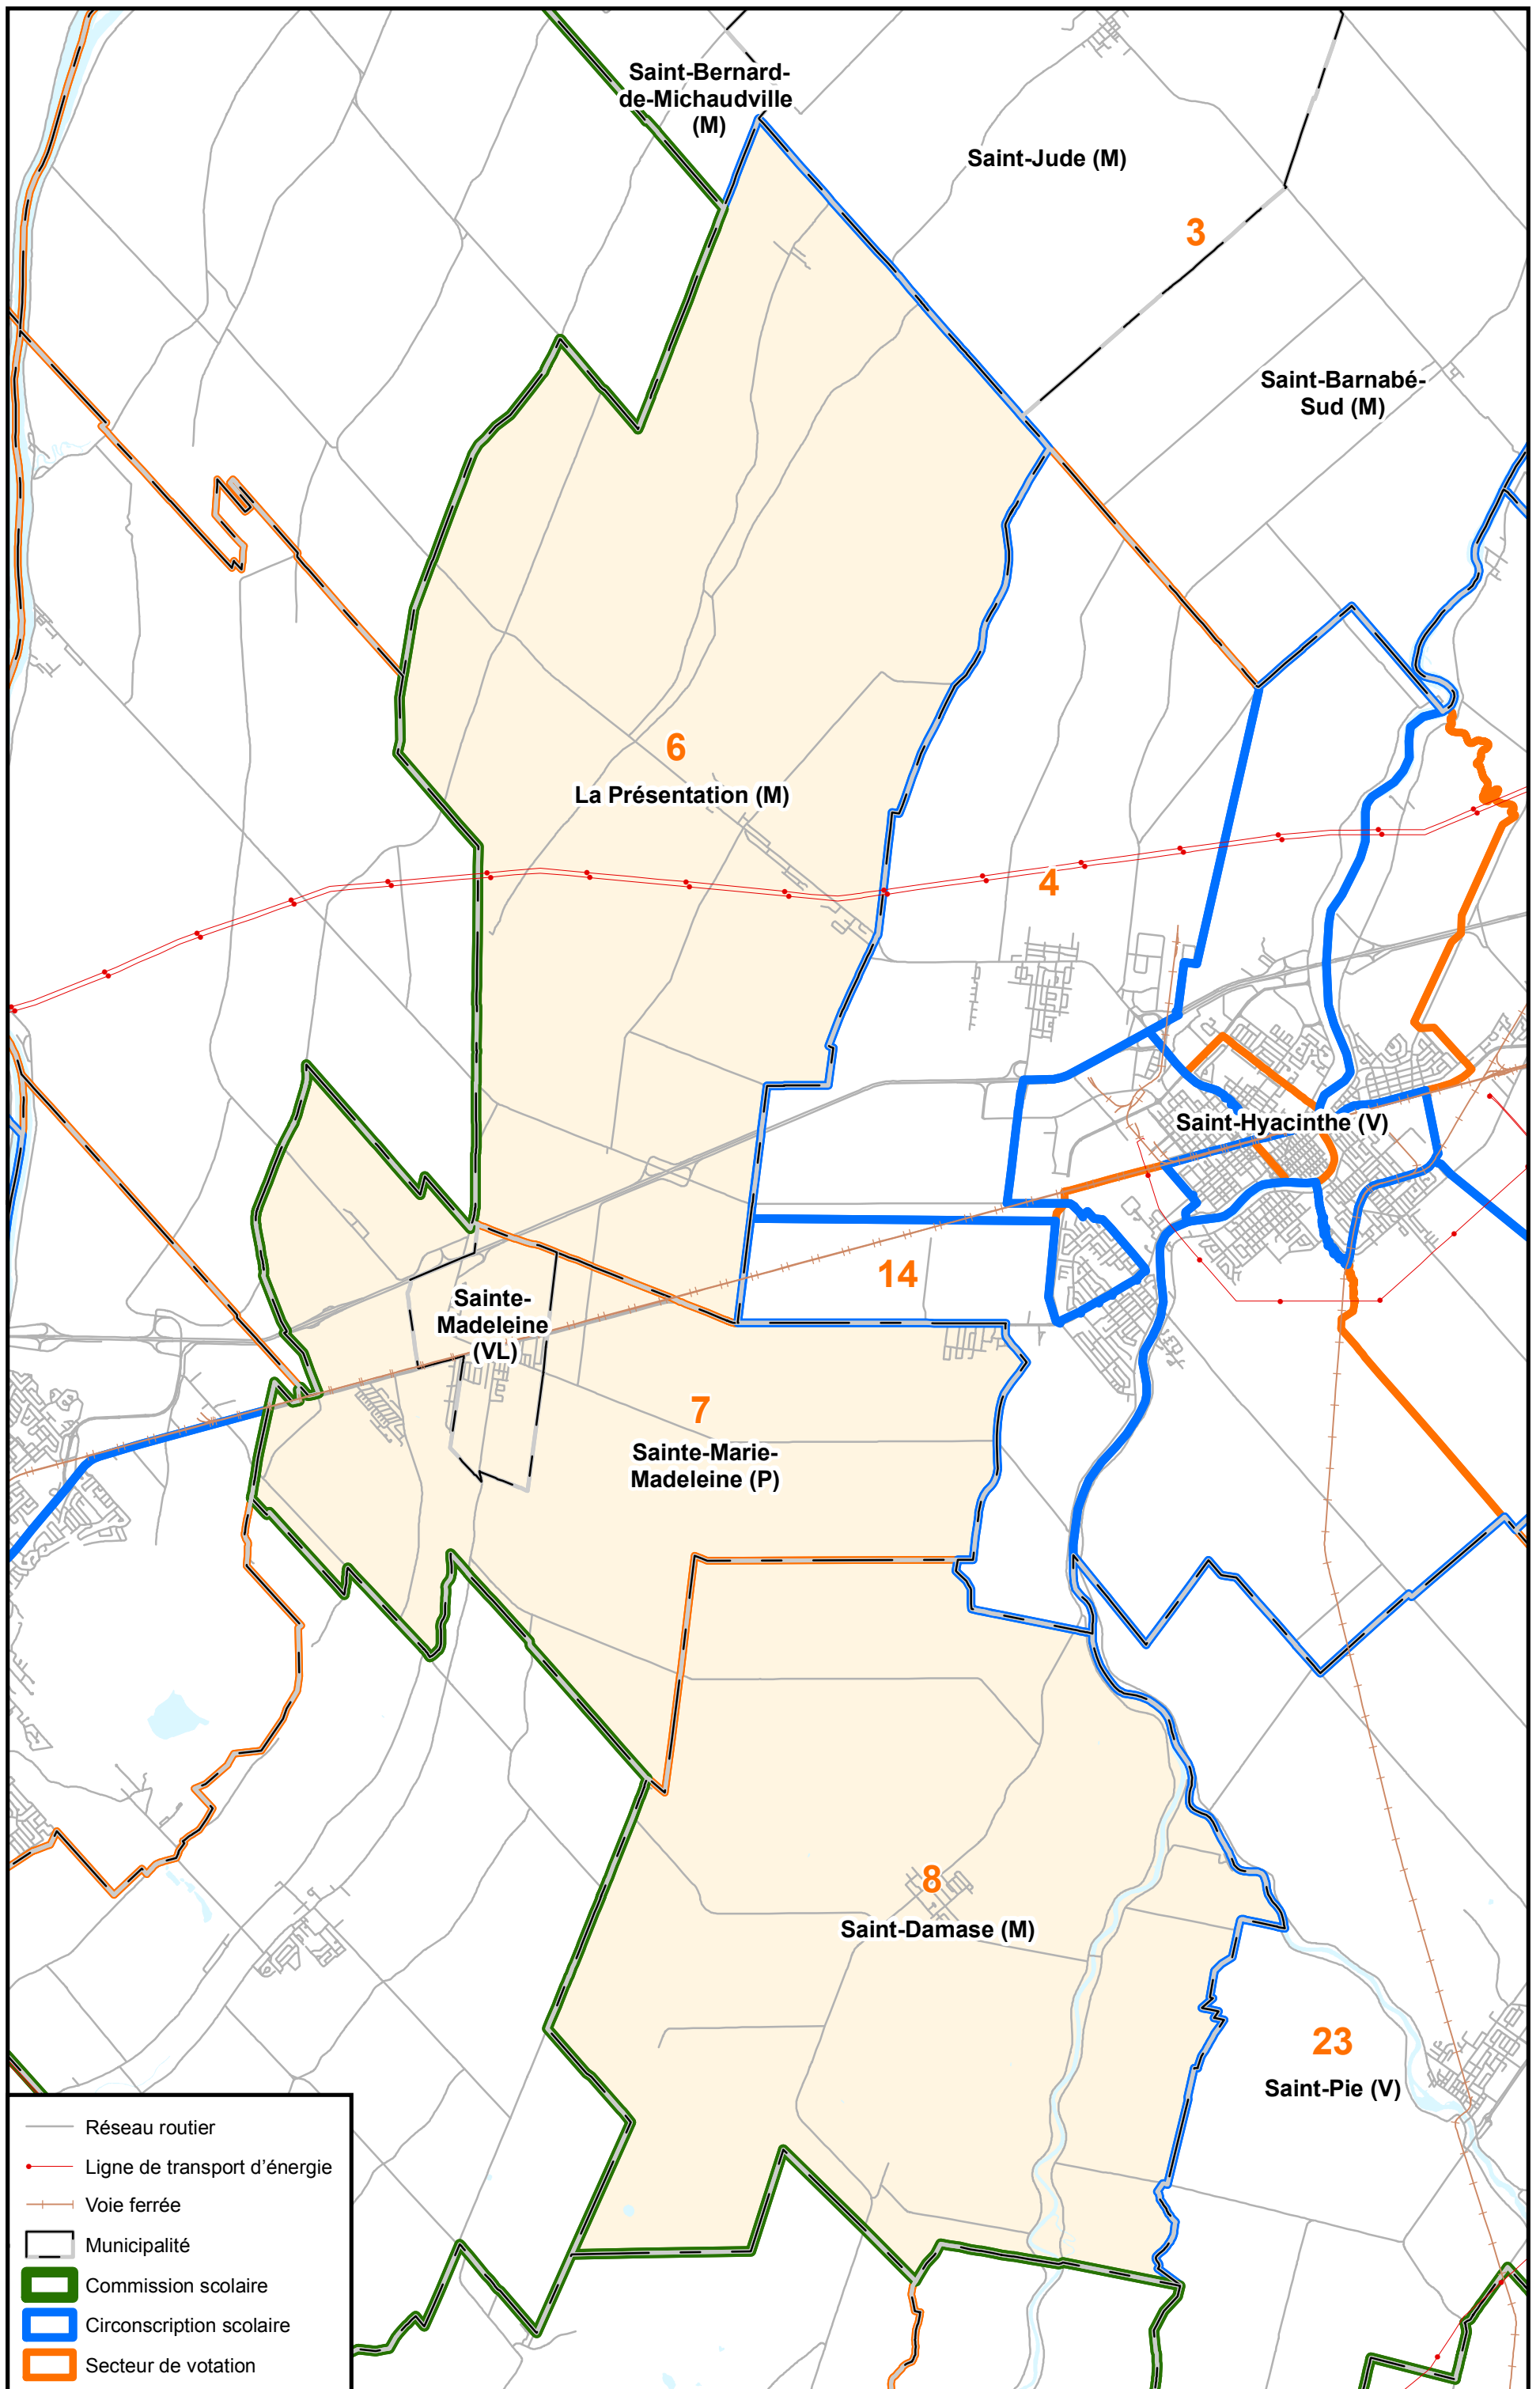 Saint-Bernard-
de-Michaudville
(M)
Saint-Jude (M)
3
Saint-Barnabé-
Sud (M)
6
La Présentation (M)
4
Saint-Hyacinthe (V)
14
Sainte-
Madeleine
(VL)
7
Sainte-Marie-
Madeleine (P)
8
Saint-Damase (M)
23
Saint-Pie (V)
Réseau routier
Ligne de transport d'énergie
Voie ferrée
Municipalité
Commission scolaire
Circonscription scolaire
Secteur de votation